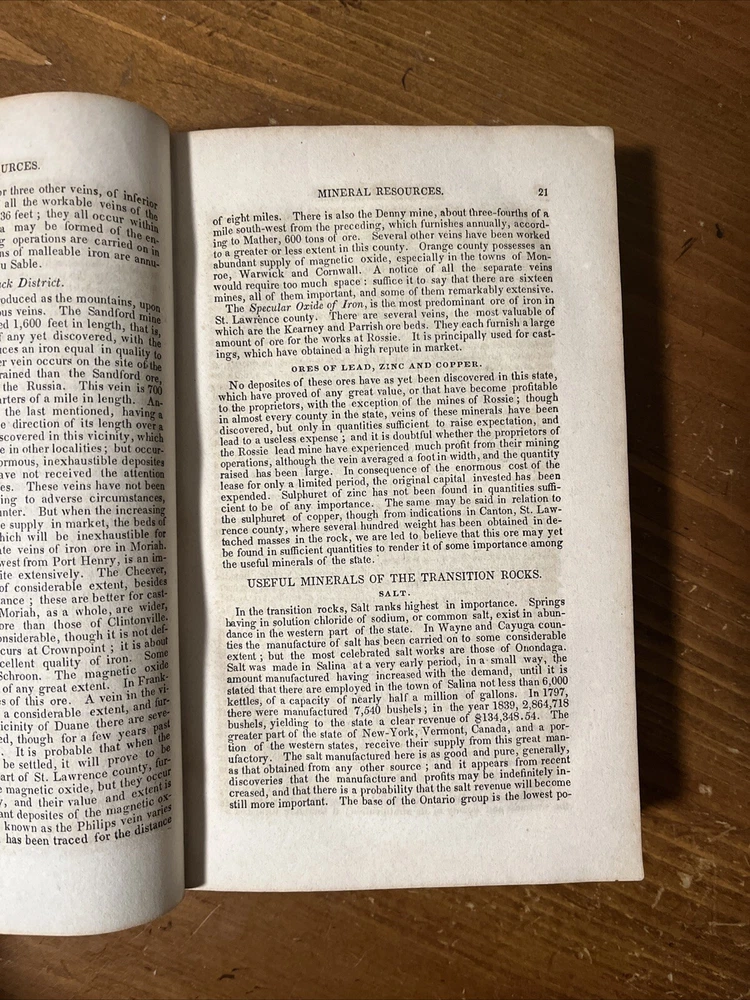 URCES.
or three other veins, of inferior
all the workable veins of the
36 feet ; they all occur within
a may be formed of the en-
g operations are carried on in
ns of malleable iron are annu-
u Sable.
ck District.
roduced as the mountains, upon
ous veins. The Sandford mine
ed 1,600 feet in length, that is,
f any yet discovered, with the
uces an iron equal in quality to
er vein occurs on the site of the
rained than the Sandford ore,
the Russia. This vein is 700
arters of a mile in length. An-
the last mentioned, having a
e direction of its length over a
scovered in this vicinity, which
e in other localities ; but occur-
ormous, inexhaustible deposites
ave not received the attention
es. These veins have not been
ing to adverse circumstances,
unter. But when the increasing
e supply in market, the beds of
hich will be inexhaustible for
te veins of iron ore in Moriah.
west from Port Henry, is an im-
ite extensively. The Cheever,
of considerable extent, besides
ance ; these are better for cast-
Moriah, as a whole, are wider,
ore than those of Clintonville.
onsiderable, though it is not def-
curs at Crownpoint ; it is about
xcellent quality of iron. Some
Schroon. The magnetic oxide
of any great extent. In Frank-
es of this ore. A vein in the vi-
a considerable extent, and fur-
vicinity of Duane there are seve-
ed, though for a few years past
. It is probable that when the
be settled, it will prove to be
art of St. Lawrence county, fur-
e magnetic oxide, but they occur
y, and their value and extent is
ant deposites of the magnetic ox-
known as the Philips vein varies
has been traced for the distance
MINERAL RESOURCES. 21
of eight miles. There is also the Denny mine, about three-fourths of a
mile south-west from the preceding, which furnishes annually, accord-
ing to Mather, 600 tons of ore. Several other veins have been worked
to a greater or less extent in this county. Orange county possesses an
abundant supply of magnetic oxide, especially in the towns of Mon-
roe, Warwick and Cornwall. A notice of all the separate veins
would require too much space : suffice it to say that there are sixteen
mines, all of them important, and some of them remarkably extensive.
The Specular Oxide of Iron, is the most predominant ore of iron in
St. Lawrence county. There are several veins, the most valuable of
which are the Kearney and Parrish ore beds. They each furnish a large
amount of ore for the works at Rossie. It is principally used for cast-
ings, which have obtained a high repute in market.
ORES OF LEAD, ZINC AND COPPER.
No deposites of these ores have as yet been discovered in this state,
which have proved of any great value, or that have become profitable
to the proprietors, with the exception of the mines of Rossie ; though
in almost every county in the state, veins of these minerals have been
discovered, but only in quantities sufficient to raise expectation, and
lead to a useless expense ; and it is doubtful whether the proprietors of
the Rossie lead mine have experienced much profit from their mining
operations, although the vein averaged a foot in width, and the quantity
raised has been large. In consequence of the enormous cost of the
lease for only a limited period, the original capital invested has been
expended. Sulphuret of zinc has not been found in quantities suffi-
cient to be of any importance. The same may be said in relation to
the sulphuret of copper, though from indications in Canton, St. Law-
rence county, where several hundred weight has been obtained in de-
tached masses in the rock, we are led to believe that this ore may yet
be found in sufficient quantities to render it of some importance among
the useful minerals of the state.
USEFUL MINERALS OF THE TRANSITION ROCKS.
SALT.
In the transition rocks, Salt ranks highest in importance. Springs
having in solution chloride of sodium, or common salt, exist in abun-
dance in the western part of the state. In Wayne and Cayuga coun-
ties the manufacture of salt has been carried on to some considerable
extent ; but the most celebrated salt works are those of Onondaga.
Salt was made in Salina at a very early period, in a small way, the
amount manufactured having increased with the demand, until it is
stated that there are employed in the town of Salina not less than 6,000
kettles, of a capacity of nearly half a million of gallons. In 1797,
there were manufactured 7,540 bushels ; in the year 1839, 2,864,718
bushels, yielding to the state a clear revenue of $134,348.54. The
greater part of the state of New-York, Vermont, Canada, and a por-
tion of the western states, receive their supply from this great man-
ufactory. The salt manufactured here is as good and pure, generally,
as that obtained from any other source ; and it appears from recent
discoveries that the manufacture and profits may be indefinitely in-
creased, and that there is a probability that the salt revenue will become
still more important. The base of the Ontario group is the lowest po-